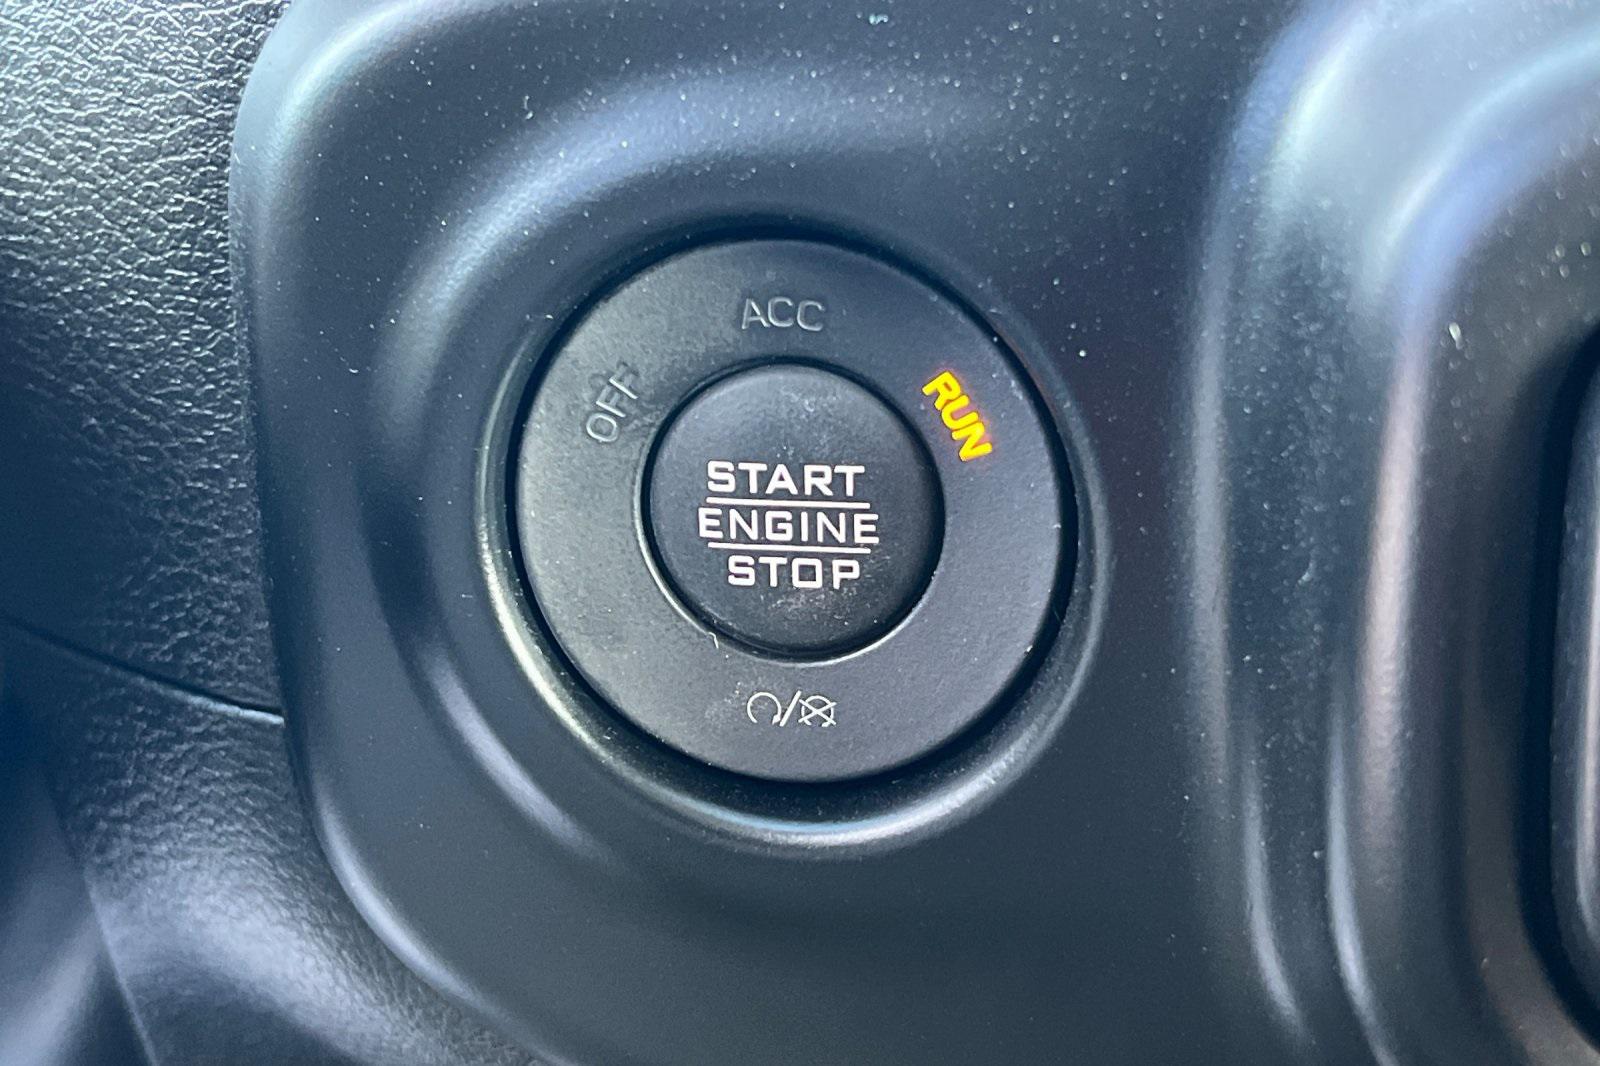 ACC
OFF
RUN
START
ENGINE
STOP